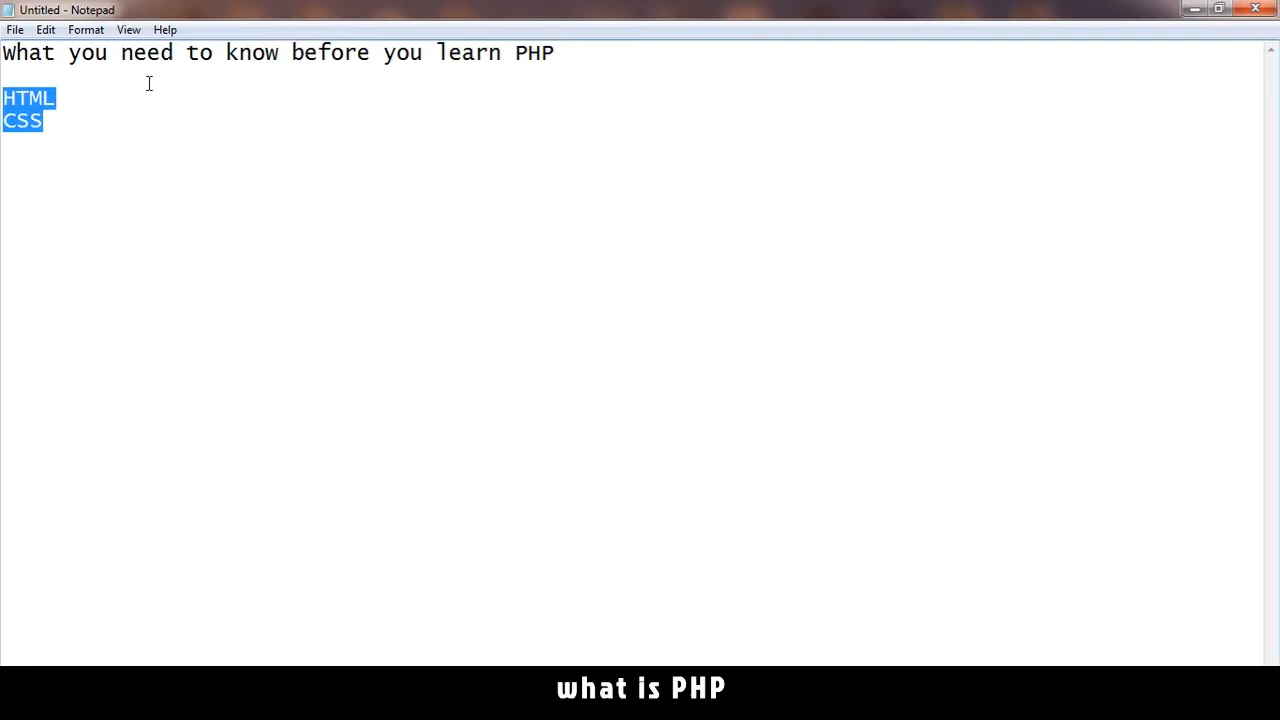 Untitled - Notepad
File Edit Format View Help
What you need to know before you learn PHP
HTML
CSS
what is PHP